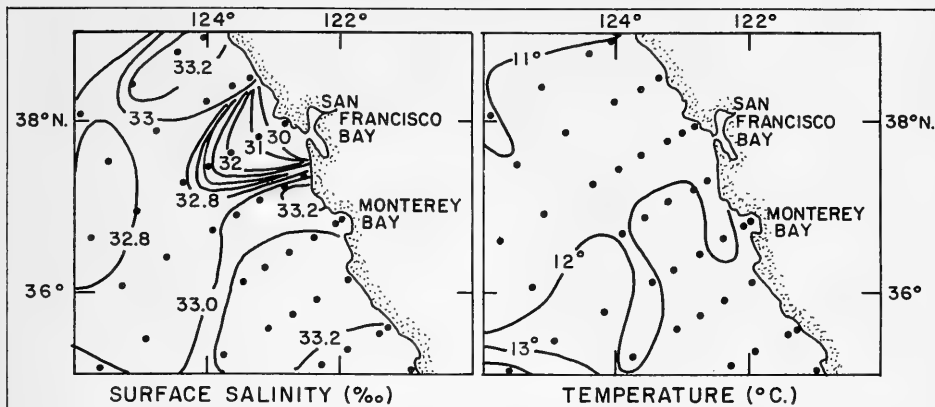 124° 122°
33.2
33
38°N.
SAN
FRANCISCO
BAY
30
31
32
32.8
33.2
MONTEREY
BAY
32.8
33.0
36°
33.2
SURFACE SALINITY (‰)
124° 122°
11°
SAN
FRANCISCO
BAY
38°
MONTEREY
BAY
12°
36°
13°
TEMPERATURE (°C.)